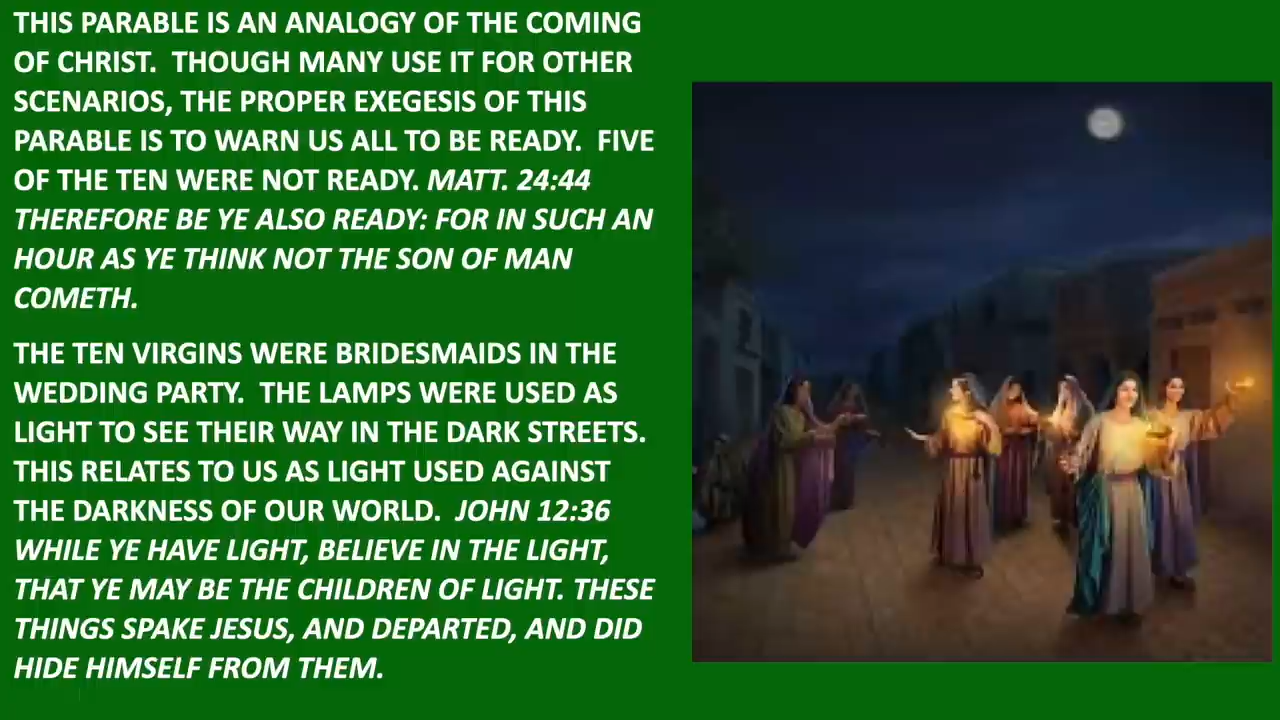 THIS PARABLE IS AN ANALOGY OF THE COMING
OF CHRIST.  THOUGH MANY USE IT FOR OTHER
SCENARIOS, THE PROPER EXEGESIS OF THIS
PARABLE IS TO WARN US ALL TO BE READY.  FIVE
OF THE TEN WERE NOT READY. MATT. 24:44
THEREFORE BE YE ALSO READY: FOR IN SUCH AN
HOUR AS YE THINK NOT THE SON OF MAN
COMETH.
THE TEN VIRGINS WERE BRIDESMAIDS IN THE
WEDDING PARTY.  THE LAMPS WERE USED AS
LIGHT TO SEE THEIR WAY IN THE DARK STREETS.
THIS RELATES TO US AS LIGHT USED AGAINST
THE DARKNESS OF OUR WORLD.  JOHN 12:36
WHILE YE HAVE LIGHT, BELIEVE IN THE LIGHT,
THAT YE MAY BE THE CHILDREN OF LIGHT. THESE
THINGS SPAKE JESUS, AND DEPARTED, AND DID
HIDE HIMSELF FROM THEM.